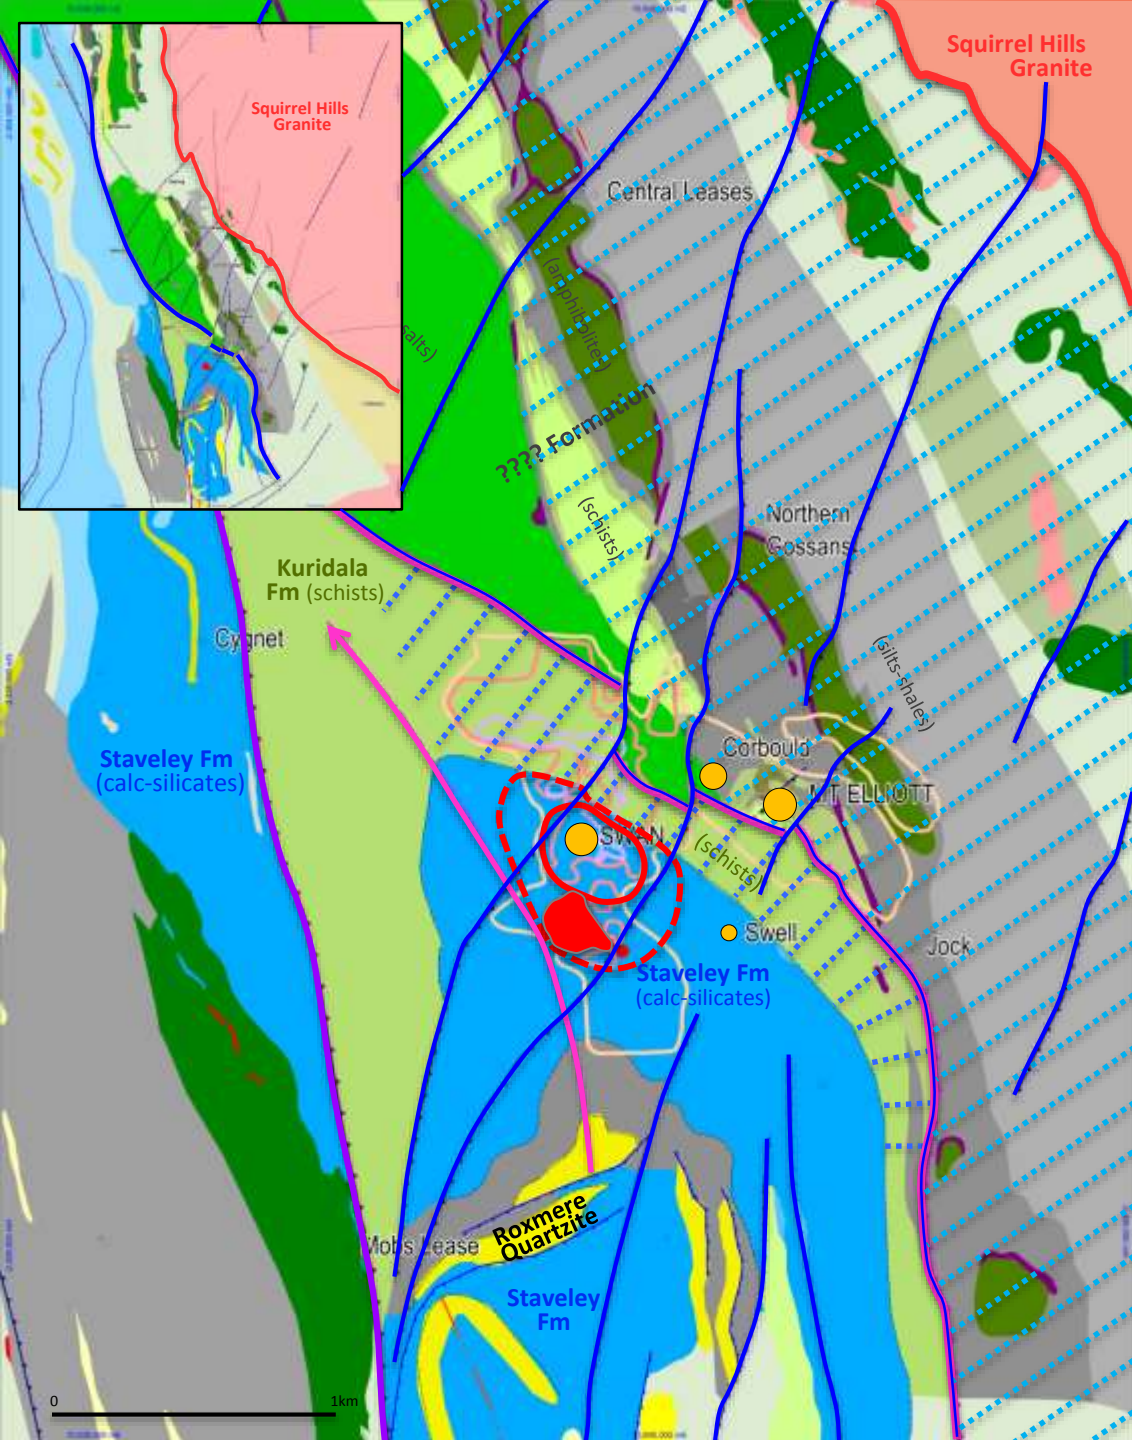 Squirrel Hills
Granite
Squirrel Hills
Granite
Central Leases
(amphibolites)
salts)
???? Formation
(schists)
Northern
Gossans
Kuridala
Fm (schists)
Cygnet
(silts-shales)
Staveley Fm
(calc-silicates)
Corbould
MT ELLIOTT
SWAN
(schists)
Swell
Jock
Staveley Fm
(calc-silicates)
Roxmere
Quartzite
Mobs Lease
Staveley
Fm
0 1km